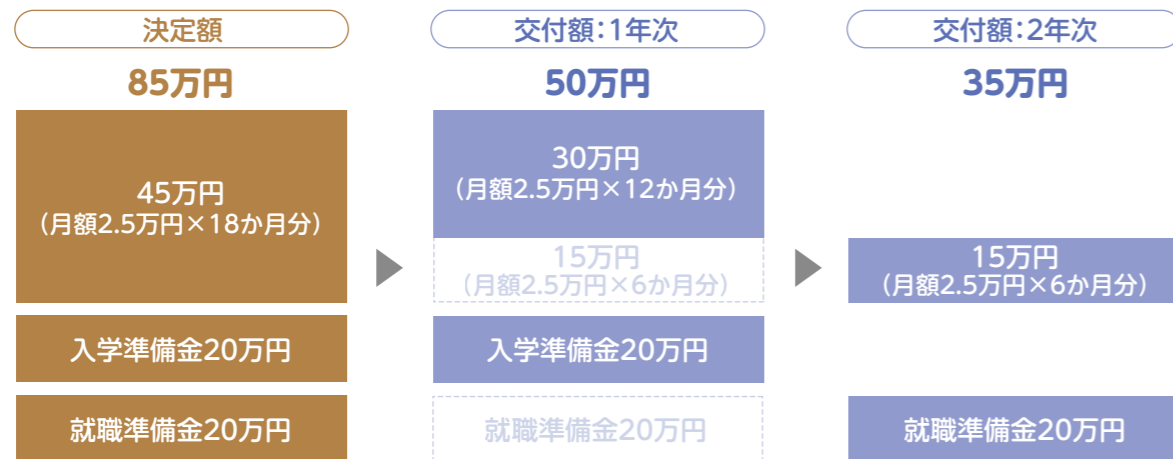 決定額
85万円
45万円
（月額2.5万円×18か月分）
入学準備金20万円
就職準備金20万円
交付額：1年次
50万円
30万円
（月額2.5万円×12か月分）
15万円
（月額2.5万円×6か月分）
入学準備金20万円
就職準備金20万円
交付額：2年次
35万円
15万円
（月額2.5万円×6か月分）
就職準備金20万円